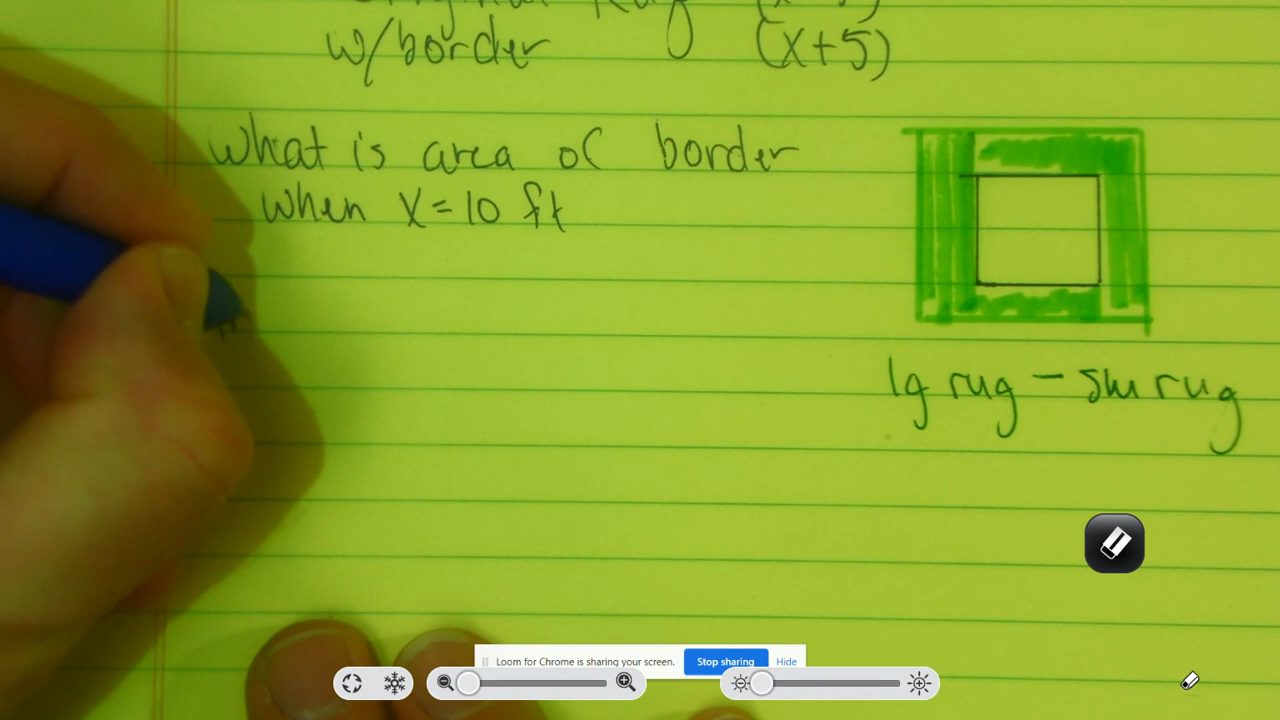 w/border (x+5)
What is area of border
when x=10 ft
lg rug - sm rug
Loom for Chrome is sharing your screen. Stop sharing Hide